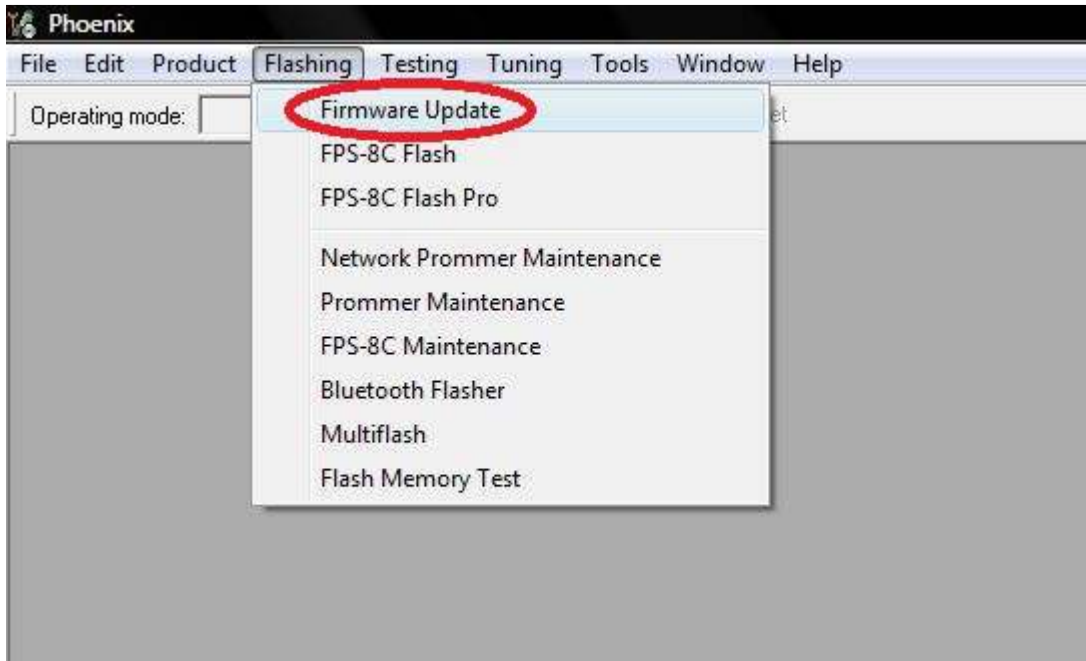 Phoenix
File Edit Product Flashing Testing Tuning Tools Window Help
Operating mode:
Firmware Update
FPS-8C Flash
FPS-8C Flash Pro
Network Prommer Maintenance
Prommer Maintenance
FPS-8C Maintenance
Bluetooth Flasher
Multiflash
Flash Memory Test